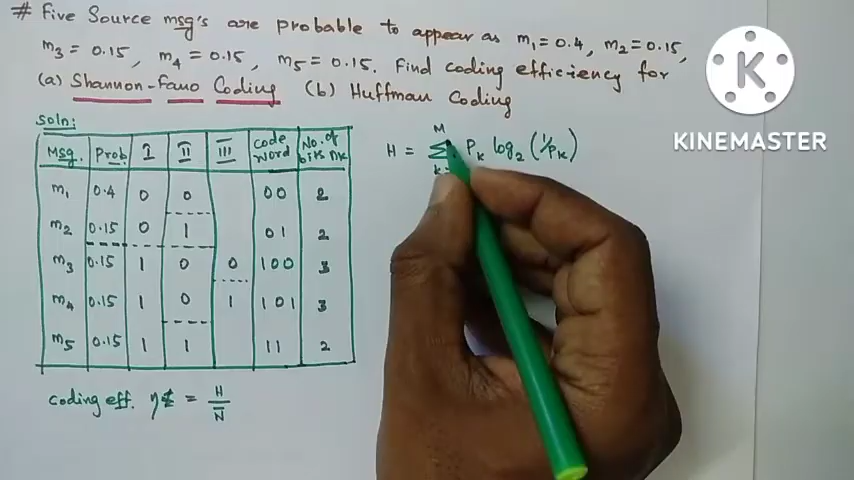 # Five Source msg's are probable to appear as m₁ = 0.4, m₂ = 0.15,
m₃ = 0.15, m₄ = 0.15, m₅ = 0.15. Find coding efficiency for
(a) Shannon-Fano Coding (b) Huffman Coding
K
KINEMASTER
Soln:
Msg. Prob I II III Code word No. of bits nk
m₁ 0.4 0 0 00 2
m₂ 0.15 0 1 01 2
m₃ 0.15 1 0 0 100 3
m₄ 0.15 1 0 1 101 3
m₅ 0.15 1 1 11 2
H = M Σ k Pk log₂ (1/Pk)
coding eff. η = H / N̅